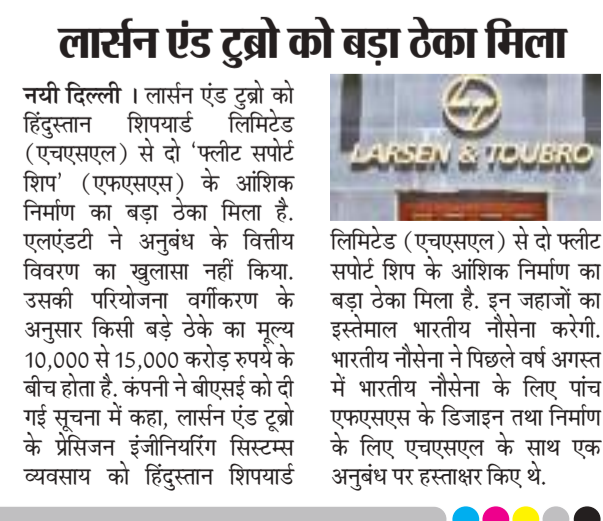 लार्सन एंड टुब्रो को बड़ा ठेका मिला
नयी दिल्ली । लार्सन एंड टुब्रो को
हिंदुस्तान शिपयार्ड लिमिटेड
(एचएसएल) से दो ‘फ्लीट सपोर्ट
शिप’ (एफएसएस) के आंशिक
निर्माण का बड़ा ठेका मिला है.
एलएंडटी ने अनुबंध के वित्तीय
विवरण का खुलासा नहीं किया.
उसकी परियोजना वर्गीकरण के
अनुसार किसी बड़े ठेके का मूल्य
10,000 से 15,000 करोड़ रुपये के
बीच होता है. कंपनी ने बीएसई को दी
गई सूचना में कहा, लार्सन एंड टूब्रो
के प्रेसिजन इंजीनियरिंग सिस्टम्स
व्यवसाय को हिंदुस्तान शिपयार्ड
LARSEN & TOUBRO
लिमिटेड (एचएसएल) से दो फ्लीट
सपोर्ट शिप के आंशिक निर्माण का
बड़ा ठेका मिला है. इन जहाजों का
इस्तेमाल भारतीय नौसेना करेगी.
भारतीय नौसेना ने पिछले वर्ष अगस्त
में भारतीय नौसेना के लिए पांच
एफएसएस के डिजाइन तथा निर्माण
के लिए एचएसएल के साथ एक
अनुबंध पर हस्ताक्षर किए थे.